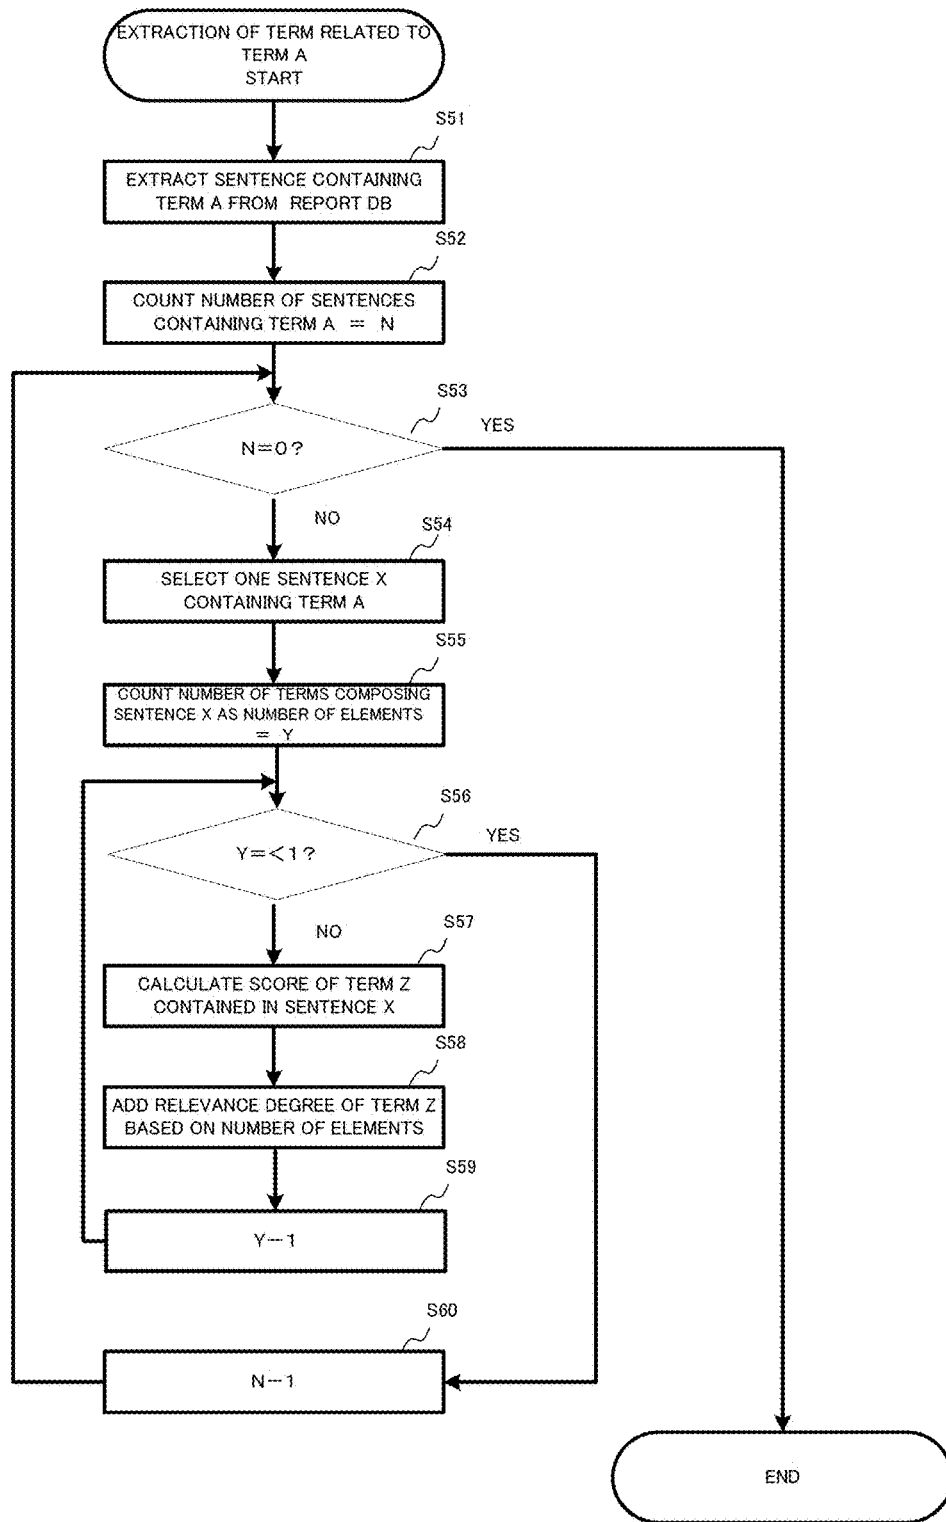 EXTRACTION OF TERM RELATED TO
TERM A
START
S51
EXTRACT SENTENCE CONTAINING
TERM A FROM REPORT DB
S52
COUNT NUMBER OF SENTENCES
CONTAINING TERM A = N
S53
N=0?
YES
NO
S54
SELECT ONE SENTENCE X
CONTAINING TERM A
S55
COUNT NUMBER OF TERMS COMPOSING
SENTENCE X AS NUMBER OF ELEMENTS
= Y
S56
Y=<1?
YES
NO
S57
CALCULATE SCORE OF TERM Z
CONTAINED IN SENTENCE X
S58
ADD RELEVANCE DEGREE OF TERM Z
BASED ON NUMBER OF ELEMENTS
S59
Y-1
S60
N-1
END